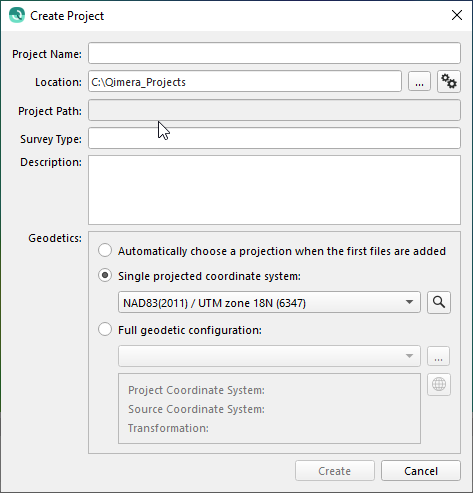 Create Project
Project Name:
Location: C:\Qimera_Projects ...
Project Path:
Survey Type:
Description:
Geodetics: Automatically choose a projection when the first files are added
Single projected coordinate system:
NAD83(2011) / UTM zone 18N (6347)
Full geodetic configuration:
...
Project Coordinate System:
Source Coordinate System:
Transformation:
Create Cancel